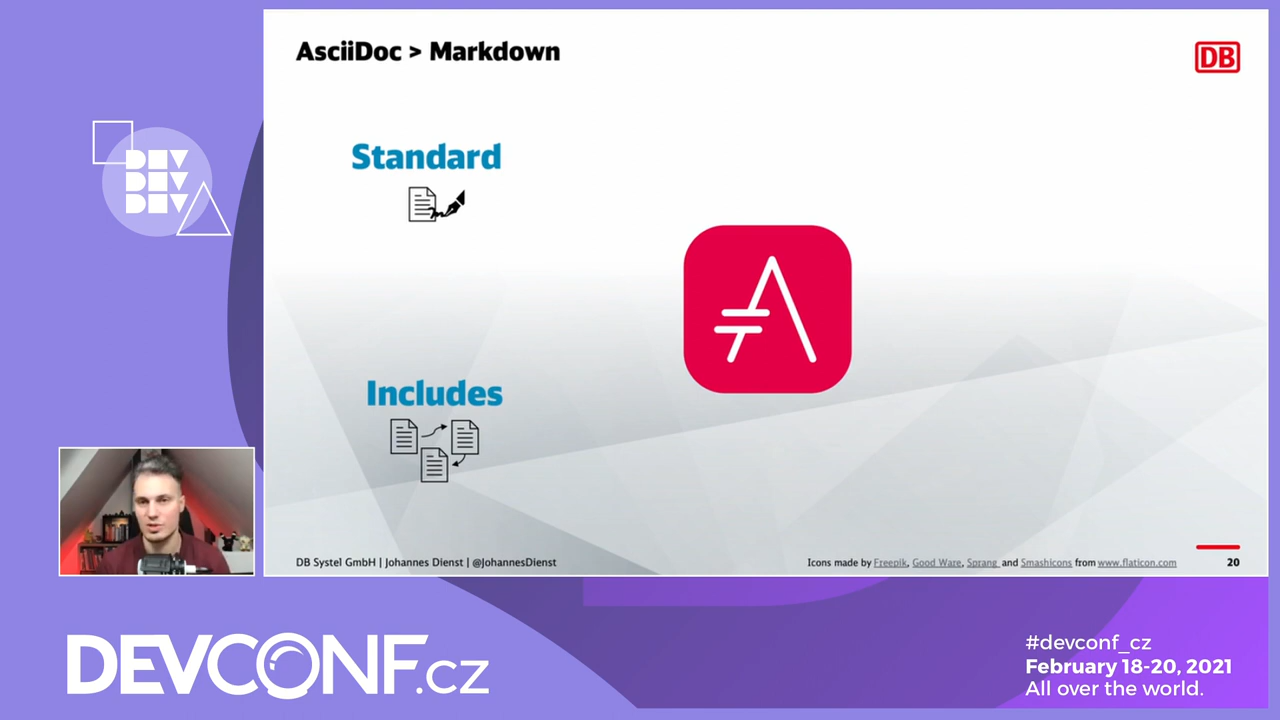 AsciiDoc > Markdown
DB
DEV
DEV
DEV
Standard
Includes
DB Systel GmbH | Johannes Dienst | @JohannesDienst
Icons made by Freepik, Good Ware, Sprang and Smashicons from www.flaticon.com
20
DEVCONF.cz
#devconf_cz
February 18-20, 2021
All over the world.